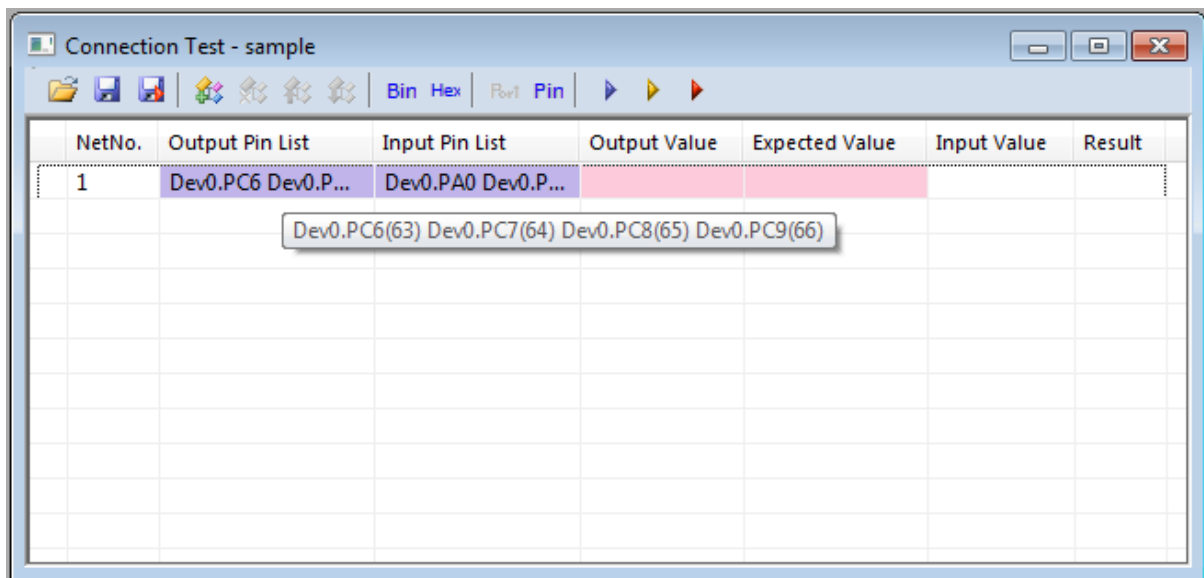 Connection Test - sample
Bin Hex Port Pin
NetNo. Output Pin List Input Pin List Output Value Expected Value Input Value Result
1 Dev0.PC6 Dev0.P... Dev0.PA0 Dev0.P...
Dev0.PC6(63) Dev0.PC7(64) Dev0.PC8(65) Dev0.PC9(66)